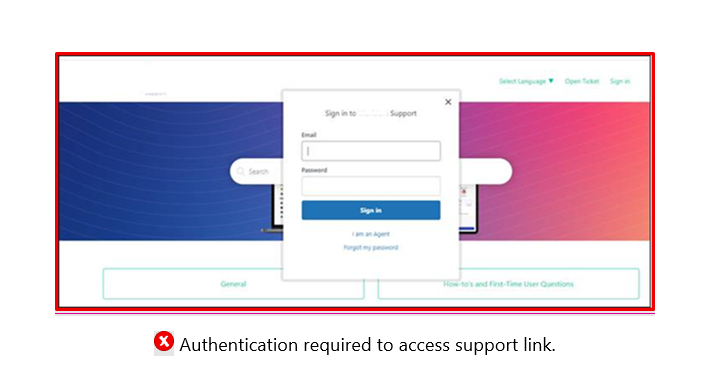 Select Language ▼ Open Ticket Sign in
Sign in to Support
Email
Search
Password
Sign in
I am an Agent
Forgot my password
General
How-to's and First-Time User Questions
Authentication required to access support link.